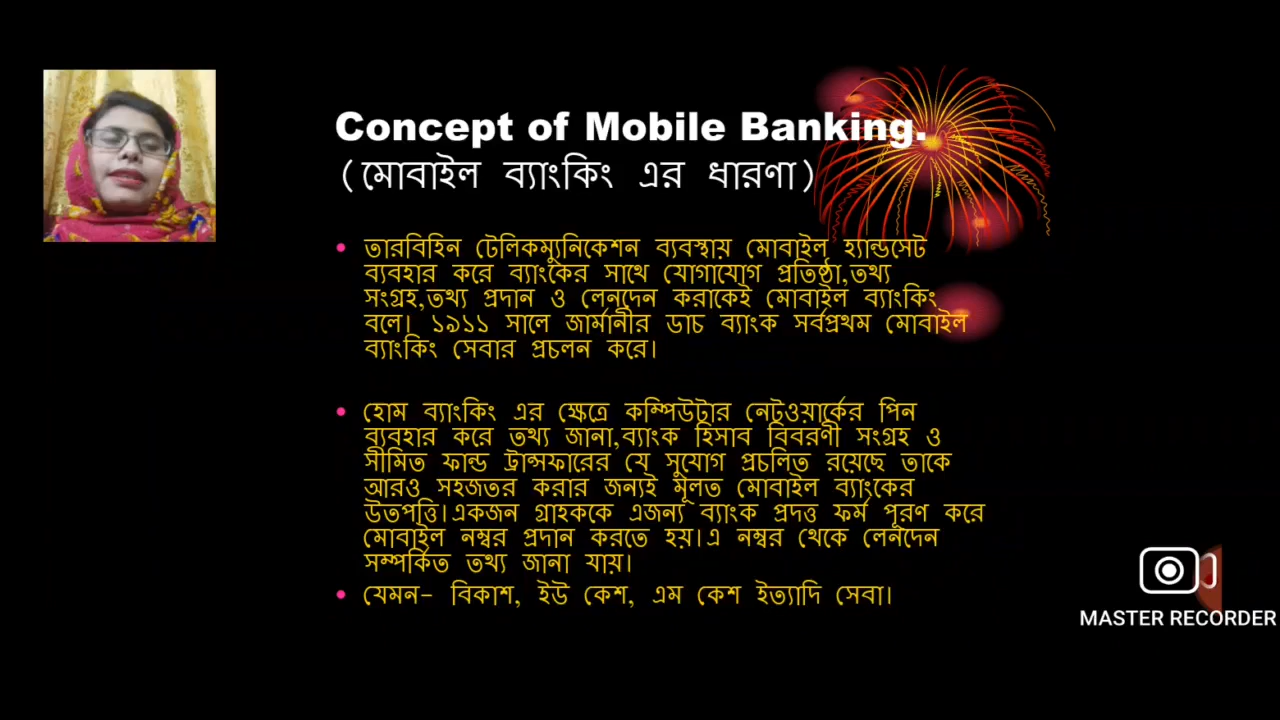 Concept of Mobile Banking.
(মোবাইল ব্যাংকিং এর ধারণা)
• তারবিহিন টেলিকম্যুনিকেশন ব্যবস্থায় মোবাইল হ্যান্ডসেট
ব্যবহার করে ব্যাংকের সাথে যোগাযোগ প্রতিষ্ঠা,তথ্য
সংগ্রহ,তথ্য প্রদান ও লেনদেন করাকেই মোবাইল ব্যাংকিং
বলে। ১৯১১ সালে জার্মানীর ডাচ ব্যাংক সর্বপ্রথম মোবাইল
ব্যাংকিং সেবার প্রচলন করে।
• হোম ব্যাংকিং এর ক্ষেত্রে কম্পিউটার নেটওয়ার্কের পিন
ব্যবহার করে তথ্য জানা,ব্যাংক হিসাব বিবরণী সংগ্রহ ও
সীমিত ফান্ড ট্রান্সফারের যে সুযোগ প্রচলিত রয়েছে তাকে
আরও সহজতর করার জন্যই মূলত মোবাইল ব্যাংকের
উতপত্তি।একজন গ্রাহককে এজন্য ব্যাংক প্রদত্ত ফর্ম পূরণ করে
মোবাইল নম্বর প্রদান করতে হয়।এ নম্বর থেকে লেনদেন
সম্পর্কিত তথ্য জানা যায়।
• যেমন- বিকাশ, ইউ কেশ, এম কেশ ইত্যাদি সেবা।
MASTER RECORDER